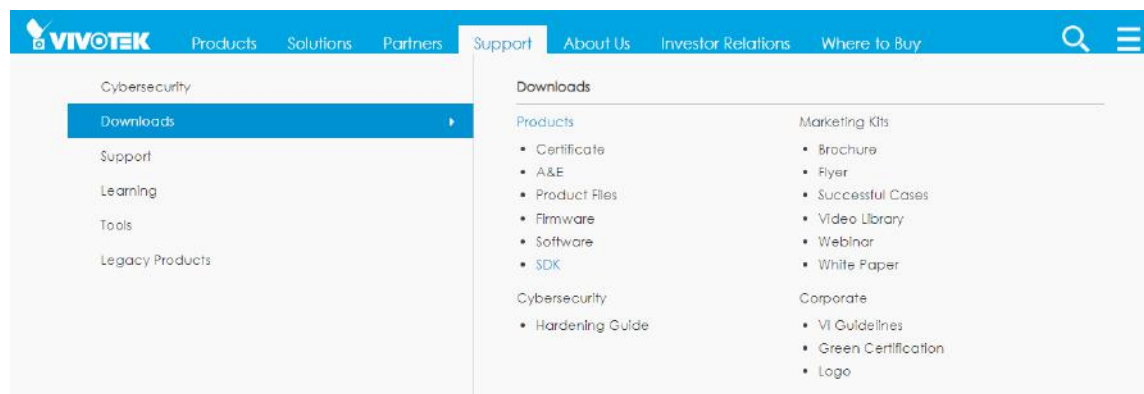 VIVOTEK Products Solutions Partners Support About Us Investor Relations Where to Buy
Cybersecurity
Downloads
Support
Learning
Tools
Legacy Products
Downloads
Products
• Certificate
• A&E
• Product Files
• Firmware
• Software
• SDK
Cybersecurity
• Hardening Guide
Marketing Kits
• Brochure
• Flyer
• Successful Cases
• Video Library
• Webinar
• White Paper
Corporate
• VI Guidelines
• Green Certification
• Logo